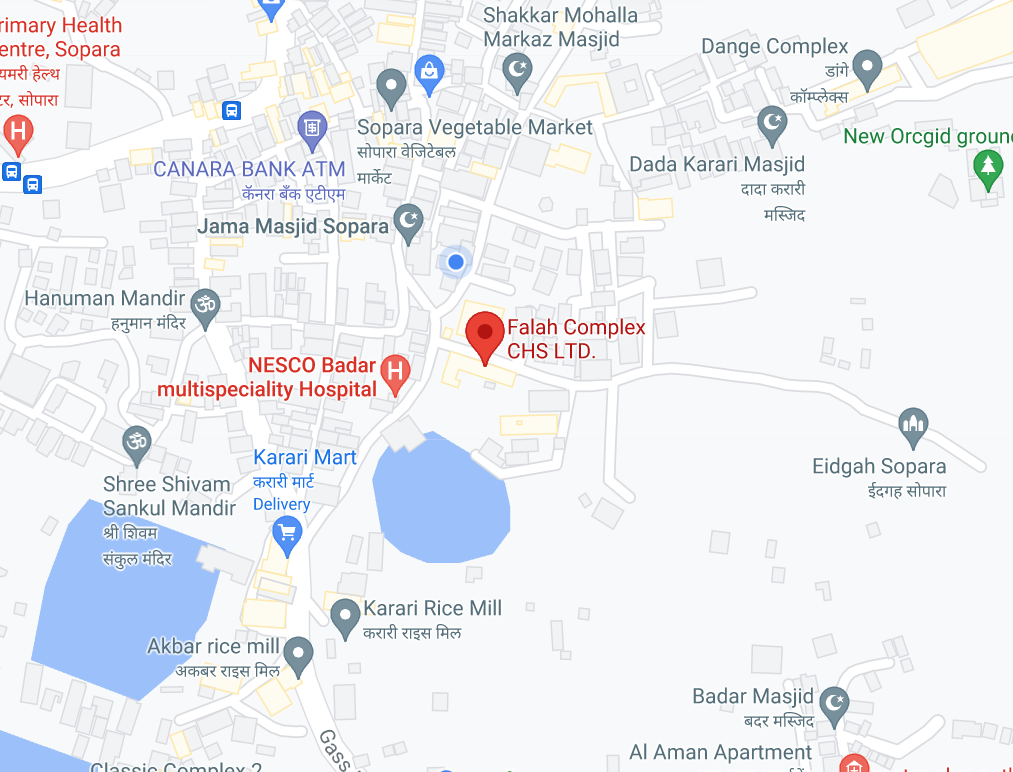 Shakkar Mohalla
Markaz Masjid
rimary Health
entre, Sopara
यमरी हेल्थ
टर, सोपारा
H
Dange Complex
डांगे
कॉम्प्लेक्स
Sopara Vegetable Market
सोपारा वेजिटेबल
मार्केट
New Orcgid ground
CANARA BANK ATM
कॅनरा बँक एटीएम
Dada Karari Masjid
दादा करारी
मस्जिद
Jama Masjid Sopara
Hanuman Mandir
हनुमान मंदिर
Falah Complex
CHS LTD.
NESCO Badar
multispeciality Hospital
H
Eidgah Sopara
ईदगाह सोपारा
Karari Mart
करारी मार्ट
Delivery
Shree Shivam
Sankul Mandir
श्री शिवम
संकुल मंदिर
Karari Rice Mill
करारी राइस मिल
Akbar rice mill
अकबर राइस मिल
Badar Masjid
बदर मस्जिद
Al Aman Apartment
Gass
Classic Complex 2